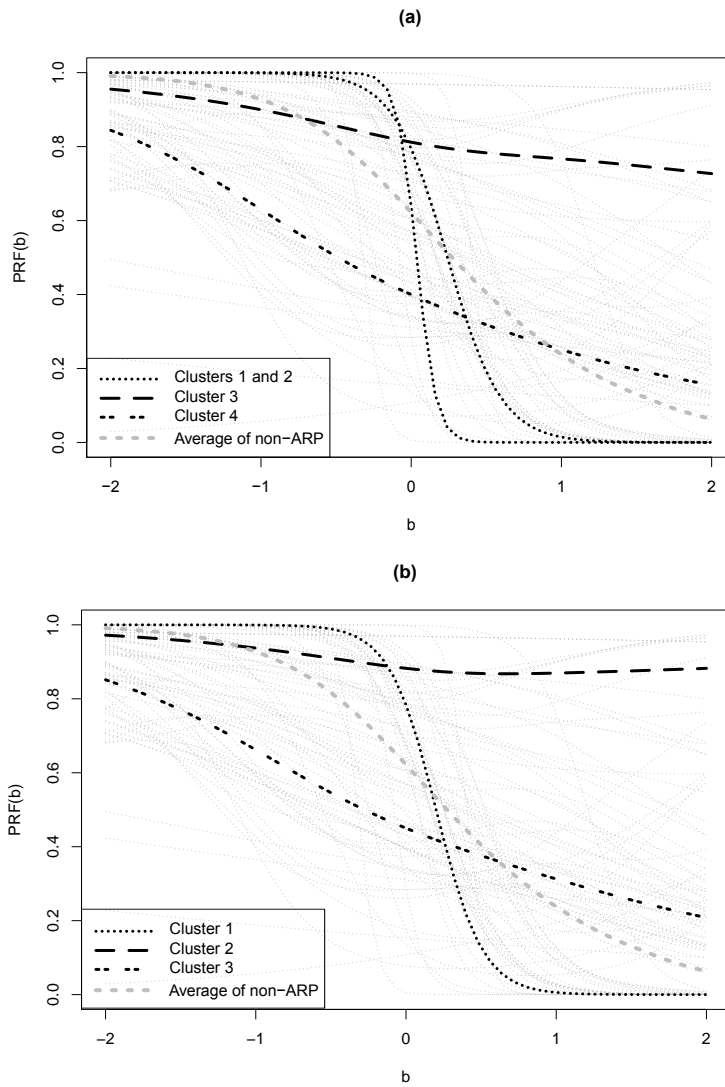 (a)
PRF(b)
1.0
0.8
0.6
0.4
0.2
0.0
Clusters 1 and 2
Cluster 3
Cluster 4
Average of non-ARP
−2 −1 0 1 2
b
(b)
PRF(b)
1.0
0.8
0.6
0.4
0.2
0.0
Cluster 1
Cluster 2
Cluster 3
Average of non-ARP
−2 −1 0 1 2
b